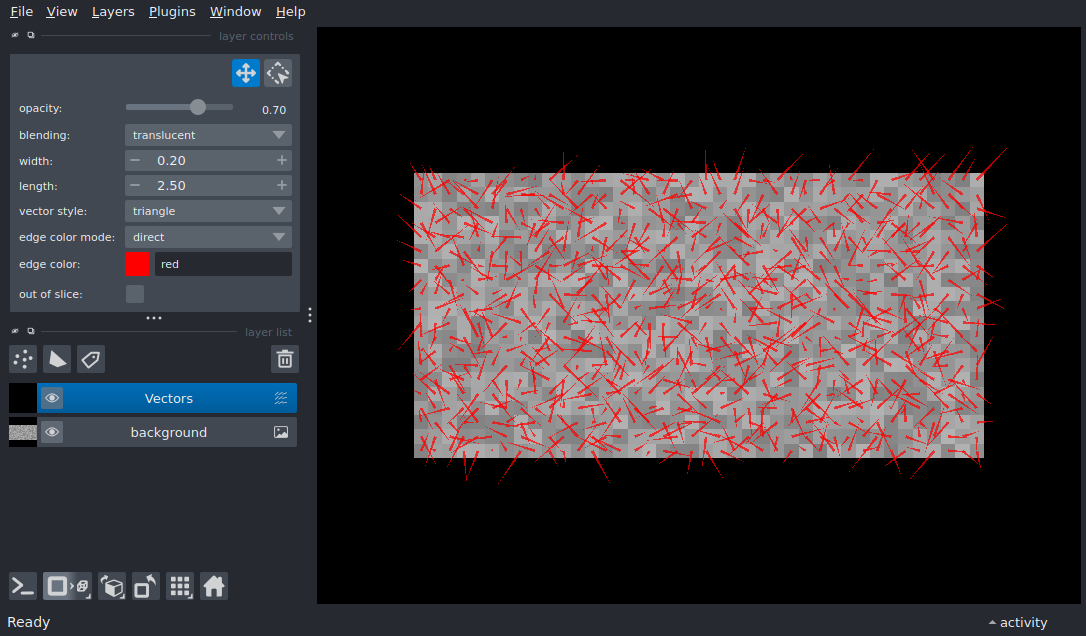 File View Layers Plugins Window Help
layer controls
opacity: 0.70
blending: translucent
width: 0.20
length: 2.50
vector style: triangle
edge color mode: direct
edge color: red
out of slice:
layer list
Vectors
background
Ready
activity